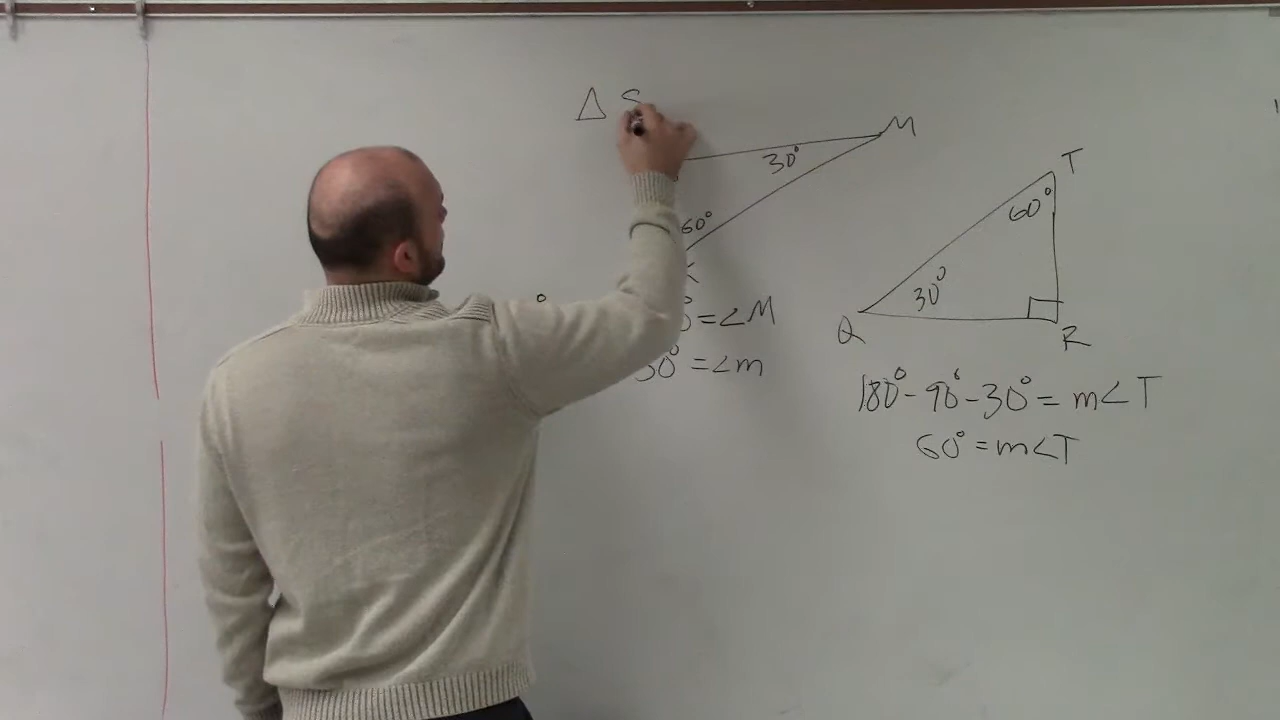 Δ S
M
30°
60°
K
= ∠M
30° = ∠m
T
60°
30°
Q
R
180° - 90° - 30° = m∠T
60° = m∠T